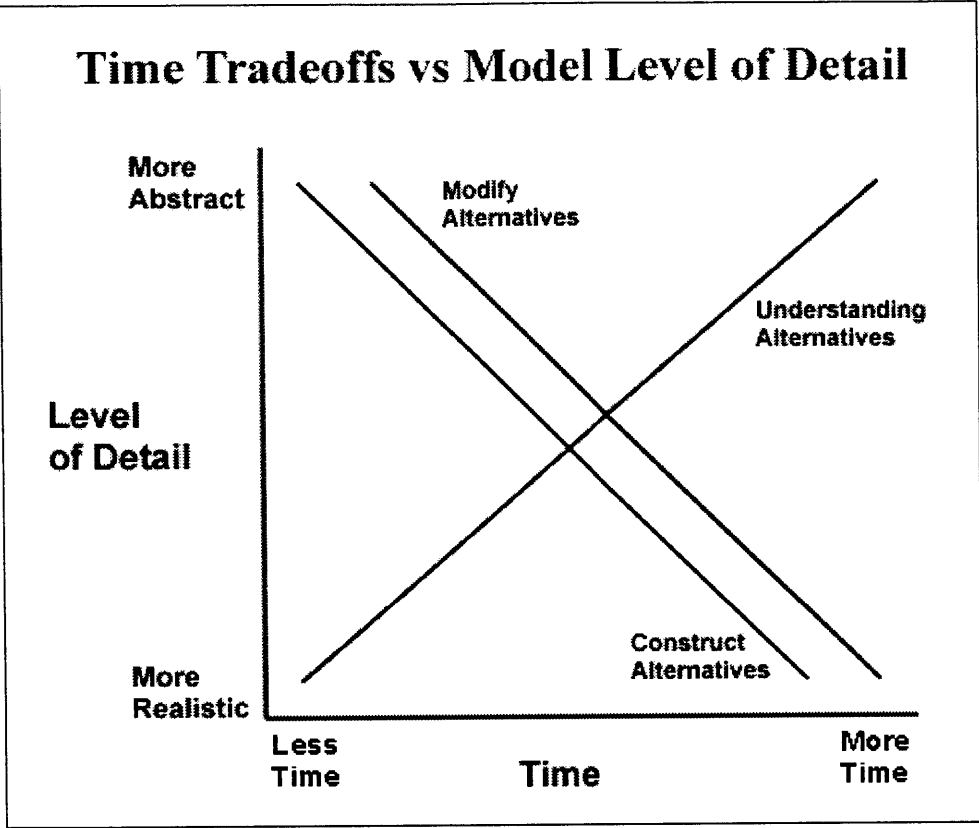 Time Tradeoffs vs Model Level of Detail
More
Abstract
Modify
Alternatives
Understanding
Alternatives
Level
of Detail
Construct
Alternatives
More
Realistic
Less
Time
Time
More
Time